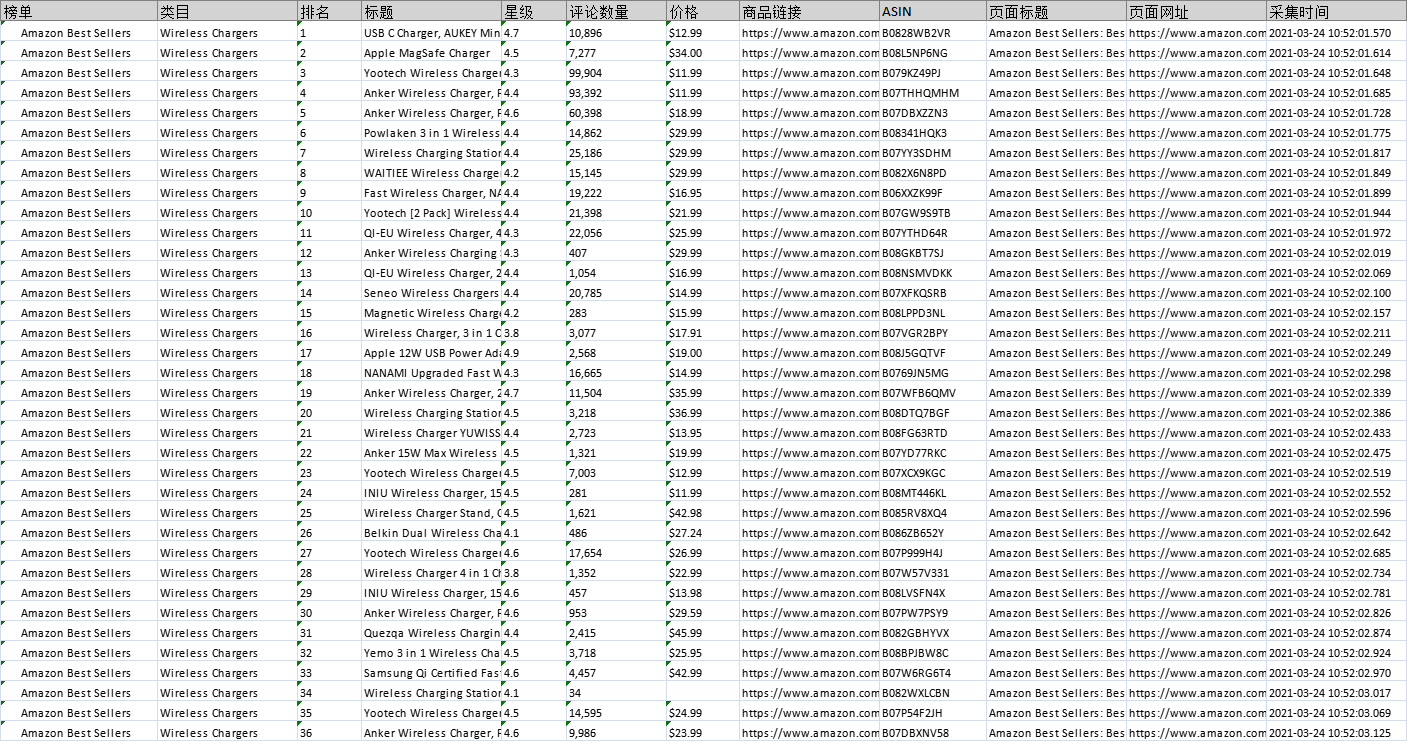 榜单 类目 排名 标题 星级 评论数量 价格 商品链接 ASIN 页面标题 页面网址 采集时间
Amazon Best Sellers Wireless Chargers 1 USB C Charger, AUKEY Min 4.7 10,896 $12.99 https://www.amazon.com B0828WB2VR Amazon Best Sellers: Bes https://www.amazon.com 2021-03-24 10:52:01.570
Amazon Best Sellers Wireless Chargers 2 Apple MagSafe Charger 4.5 7,277 $34.00 https://www.amazon.com B08L5NP6NG Amazon Best Sellers: Bes https://www.amazon.com 2021-03-24 10:52:01.614
Amazon Best Sellers Wireless Chargers 3 Yootech Wireless Charge 4.3 99,904 $11.99 https://www.amazon.com B079KZ49PJ Amazon Best Sellers: Bes https://www.amazon.com 2021-03-24 10:52:01.648
Amazon Best Sellers Wireless Chargers 4 Anker Wireless Charger, P 4.4 93,392 $11.99 https://www.amazon.com B07THHQMHM Amazon Best Sellers: Bes https://www.amazon.com 2021-03-24 10:52:01.685
Amazon Best Sellers Wireless Chargers 5 Anker Wireless Charger, P 4.6 60,398 $18.99 https://www.amazon.com B07DBXZZN3 Amazon Best Sellers: Bes https://www.amazon.com 2021-03-24 10:52:01.728
Amazon Best Sellers Wireless Chargers 6 Powlaken 3 in 1 Wireless 4.4 14,862 $29.99 https://www.amazon.com B08341HQK3 Amazon Best Sellers: Bes https://www.amazon.com 2021-03-24 10:52:01.775
Amazon Best Sellers Wireless Chargers 7 Wireless Charging Station 4.4 25,186 $29.99 https://www.amazon.com B07YY3SDHM Amazon Best Sellers: Bes https://www.amazon.com 2021-03-24 10:52:01.817
Amazon Best Sellers Wireless Chargers 8 WAITIEE Wireless Charge 4.2 15,145 $29.99 https://www.amazon.com B082X6N8PD Amazon Best Sellers: Bes https://www.amazon.com 2021-03-24 10:52:01.849
Amazon Best Sellers Wireless Chargers 9 Fast Wireless Charger, NA 4.4 19,222 $16.95 https://www.amazon.com B06XXZK99F Amazon Best Sellers: Bes https://www.amazon.com 2021-03-24 10:52:01.899
Amazon Best Sellers Wireless Chargers 10 Yootech [2 Pack] Wireless 4.4 21,398 $21.99 https://www.amazon.com B07GW9S9TB Amazon Best Sellers: Bes https://www.amazon.com 2021-03-24 10:52:01.944
Amazon Best Sellers Wireless Chargers 11 QI-EU Wireless Charger, 4 4.3 22,056 $25.99 https://www.amazon.com B07YTHD64R Amazon Best Sellers: Bes https://www.amazon.com 2021-03-24 10:52:01.972
Amazon Best Sellers Wireless Chargers 12 Anker Wireless Charging 4.3 407 $29.99 https://www.amazon.com B08GKBT7SJ Amazon Best Sellers: Bes https://www.amazon.com 2021-03-24 10:52:02.019
Amazon Best Sellers Wireless Chargers 13 QI-EU Wireless Charger, 2 4.4 1,054 $16.99 https://www.amazon.com B08NSMVDKK Amazon Best Sellers: Bes https://www.amazon.com 2021-03-24 10:52:02.069
Amazon Best Sellers Wireless Chargers 14 Seneo Wireless Chargers 4.4 20,785 $14.99 https://www.amazon.com B07XFKQSRB Amazon Best Sellers: Bes https://www.amazon.com 2021-03-24 10:52:02.100
Amazon Best Sellers Wireless Chargers 15 Magnetic Wireless Charg 4.2 283 $15.99 https://www.amazon.com B08LPPD3NL Amazon Best Sellers: Bes https://www.amazon.com 2021-03-24 10:52:02.157
Amazon Best Sellers Wireless Chargers 16 Wireless Charger, 3 in 1 C 3.8 3,077 $17.91 https://www.amazon.com B07VGR2BPY Amazon Best Sellers: Bes https://www.amazon.com 2021-03-24 10:52:02.211
Amazon Best Sellers Wireless Chargers 17 Apple 12W USB Power Ada 4.9 2,568 $19.00 https://www.amazon.com B08J5GQTVF Amazon Best Sellers: Bes https://www.amazon.com 2021-03-24 10:52:02.249
Amazon Best Sellers Wireless Chargers 18 NANAMI Upgraded Fast W 4.3 16,665 $14.99 https://www.amazon.com B0769JN5MG Amazon Best Sellers: Bes https://www.amazon.com 2021-03-24 10:52:02.298
Amazon Best Sellers Wireless Chargers 19 Anker Wireless Charger, 2 4.7 11,504 $35.99 https://www.amazon.com B07WFB6QMV Amazon Best Sellers: Bes https://www.amazon.com 2021-03-24 10:52:02.339
Amazon Best Sellers Wireless Chargers 20 Wireless Charging Station 4.5 3,218 $36.99 https://www.amazon.com B08DTQ7BGF Amazon Best Sellers: Bes https://www.amazon.com 2021-03-24 10:52:02.386
Amazon Best Sellers Wireless Chargers 21 Wireless Charger YUWISS 4.4 2,723 $13.95 https://www.amazon.com B08FG63RTD Amazon Best Sellers: Bes https://www.amazon.com 2021-03-24 10:52:02.433
Amazon Best Sellers Wireless Chargers 22 Anker 15W Max Wireless 4.5 1,321 $19.99 https://www.amazon.com B07YD77RKC Amazon Best Sellers: Bes https://www.amazon.com 2021-03-24 10:52:02.475
Amazon Best Sellers Wireless Chargers 23 Yootech Wireless Charge 4.5 7,003 $12.99 https://www.amazon.com B07XCX9KGC Amazon Best Sellers: Bes https://www.amazon.com 2021-03-24 10:52:02.519
Amazon Best Sellers Wireless Chargers 24 INIU Wireless Charger, 15 4.5 281 $11.99 https://www.amazon.com B08MT446KL Amazon Best Sellers: Bes https://www.amazon.com 2021-03-24 10:52:02.552
Amazon Best Sellers Wireless Chargers 25 Wireless Charger Stand, C 4.5 1,621 $42.98 https://www.amazon.com B085RV8XQ4 Amazon Best Sellers: Bes https://www.amazon.com 2021-03-24 10:52:02.596
Amazon Best Sellers Wireless Chargers 26 Belkin Dual Wireless Cha 4.1 486 $27.24 https://www.amazon.com B086ZB652Y Amazon Best Sellers: Bes https://www.amazon.com 2021-03-24 10:52:02.642
Amazon Best Sellers Wireless Chargers 27 Yootech Wireless Charge 4.6 17,654 $26.99 https://www.amazon.com B07P999H4J Amazon Best Sellers: Bes https://www.amazon.com 2021-03-24 10:52:02.685
Amazon Best Sellers Wireless Chargers 28 Wireless Charger 4 in 1 Ch 3.8 1,352 $22.99 https://www.amazon.com B07W57V331 Amazon Best Sellers: Bes https://www.amazon.com 2021-03-24 10:52:02.734
Amazon Best Sellers Wireless Chargers 29 INIU Wireless Charger, 15 4.6 457 $13.98 https://www.amazon.com B08LVSFN4X Amazon Best Sellers: Bes https://www.amazon.com 2021-03-24 10:52:02.781
Amazon Best Sellers Wireless Chargers 30 Anker Wireless Charger, P 4.6 953 $29.59 https://www.amazon.com B07PW7PSY9 Amazon Best Sellers: Bes https://www.amazon.com 2021-03-24 10:52:02.826
Amazon Best Sellers Wireless Chargers 31 Quezqa Wireless Chargin 4.4 2,415 $45.99 https://www.amazon.com B082GBHYVX Amazon Best Sellers: Bes https://www.amazon.com 2021-03-24 10:52:02.874
Amazon Best Sellers Wireless Chargers 32 Yemo 3 in 1 Wireless Cha 4.5 3,718 $25.95 https://www.amazon.com B08BPJBW8C Amazon Best Sellers: Bes https://www.amazon.com 2021-03-24 10:52:02.924
Amazon Best Sellers Wireless Chargers 33 Samsung Qi Certified Fas 4.6 4,457 $42.99 https://www.amazon.com B07W6RG6T4 Amazon Best Sellers: Bes https://www.amazon.com 2021-03-24 10:52:02.970
Amazon Best Sellers Wireless Chargers 34 Wireless Charging Station 4.1 34 https://www.amazon.com B082WXLCBN Amazon Best Sellers: Bes https://www.amazon.com 2021-03-24 10:52:03.017
Amazon Best Sellers Wireless Chargers 35 Yootech Wireless Charge 4.5 14,595 $24.99 https://www.amazon.com B07P54F2JH Amazon Best Sellers: Bes https://www.amazon.com 2021-03-24 10:52:03.069
Amazon Best Sellers Wireless Chargers 36 Anker Wireless Charger, P 4.6 9,986 $23.99 https://www.amazon.com B07DBXNV58 Amazon Best Sellers: Bes https://www.amazon.com 2021-03-24 10:52:03.125